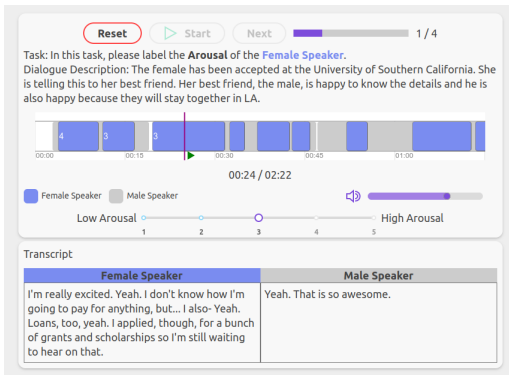 Reset
Start
Next
1 / 4
Task: In this task, please label the Arousal of the Female Speaker.
Dialogue Description: The female has been accepted at the University of Southern California. She
is telling this to her best friend. Her best friend, the male, is happy to know the details and he is
also happy because they will stay together in LA.
4
3
3
00:00
00:15
00:30
00:45
01:00
00:24 / 02:22
Female Speaker
Male Speaker
Low Arousal
High Arousal
1
2
3
4
5
Transcript
Female Speaker
Male Speaker
I'm really excited. Yeah. I don't know how I'm
going to pay for anything, but... I also- Yeah.
Loans, too, yeah. I applied, though, for a bunch
of grants and scholarships so I'm still waiting
to hear on that.
Yeah. That is so awesome.